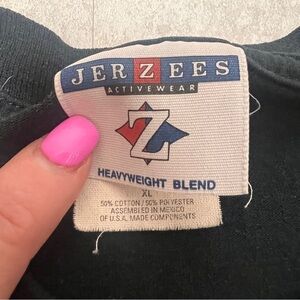 JERZEES
ACTIVEWEAR
Z
HEAVYWEIGHT BLEND
XL
50% COTTON / 50% POLYESTER
ASSEMBLED IN MEXICO
OF U.S.A. MADE COMPONENTS